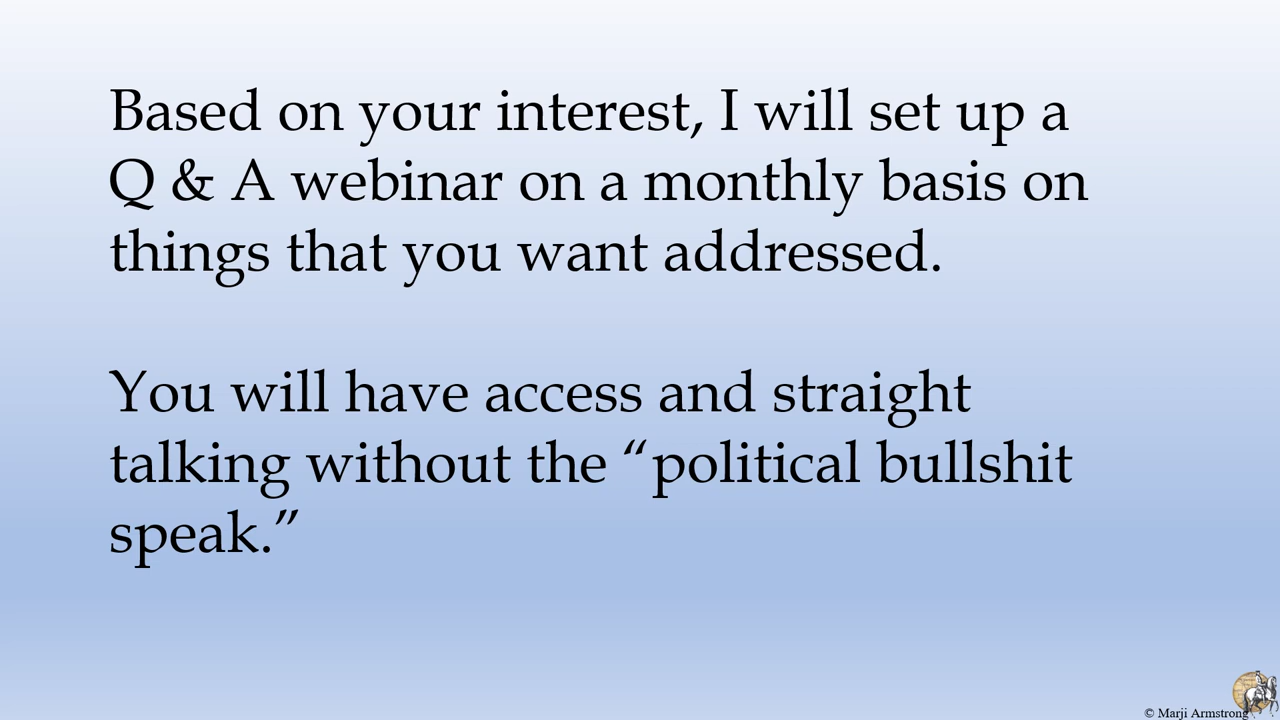 Based on your interest, I will set up a
Q & A webinar on a monthly basis on
things that you want addressed.
You will have access and straight
talking without the “political bullshit
speak.”
© Marji Armstrong